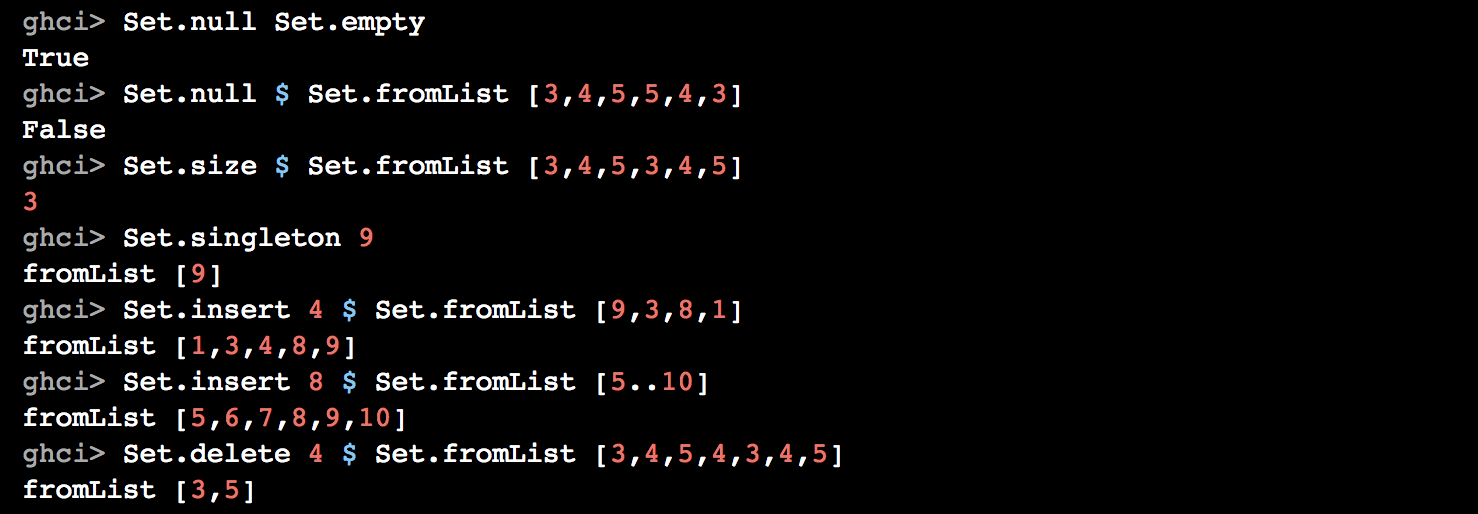 ghci> Set.null Set.empty
True
ghci> Set.null $ Set.fromList [3,4,5,5,4,3]
False
ghci> Set.size $ Set.fromList [3,4,5,3,4,5]
3
ghci> Set.singleton 9
fromList [9]
ghci> Set.insert 4 $ Set.fromList [9,3,8,1]
fromList [1,3,4,8,9]
ghci> Set.insert 8 $ Set.fromList [5..10]
fromList [5,6,7,8,9,10]
ghci> Set.delete 4 $ Set.fromList [3,4,5,4,3,4,5]
fromList [3,5]